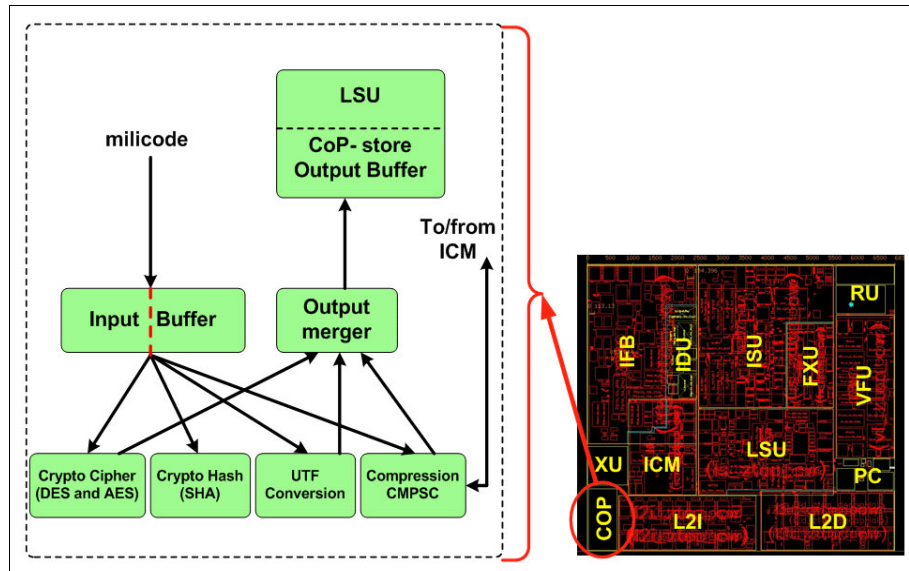 LSU
CoP- store
Output Buffer
milicode
To/from
ICM
Input Buffer
Output
merger
Crypto Cipher
(DES and AES)
Crypto Hash
(SHA)
UTF
Conversion
Compression
CMPSC
RU
IFB
IDU
ISU
FXU
VFU
LSU
XU
ICM
PC
COP
L2I
L2D